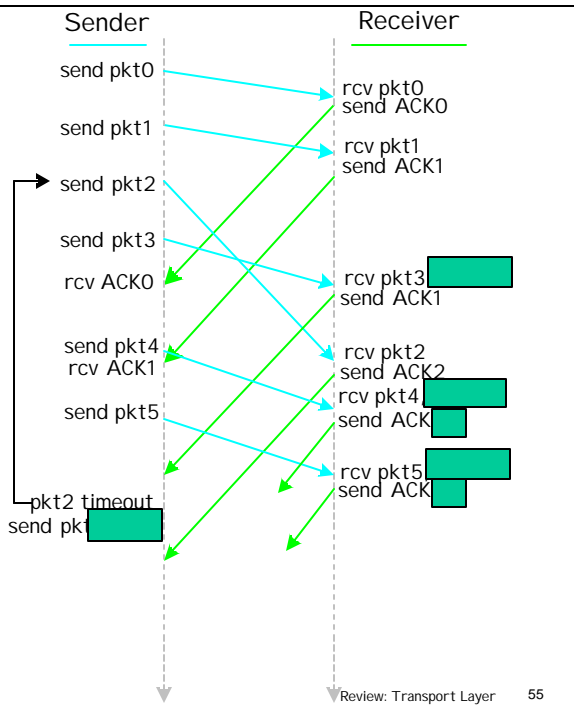 Sender
Receiver
send pkt0
rcv pkt0
send ACK0
send pkt1
rcv pkt1
send ACK1
send pkt2
send pkt3
rcv ACK0
rcv pkt3
send ACK1
send pkt4
rcv ACK1
rcv pkt2
send ACK2
rcv pkt4,
send ACK
send pkt5
rcv pkt5
send ACK
pkt2 timeout
send pkt
Review: Transport Layer 55